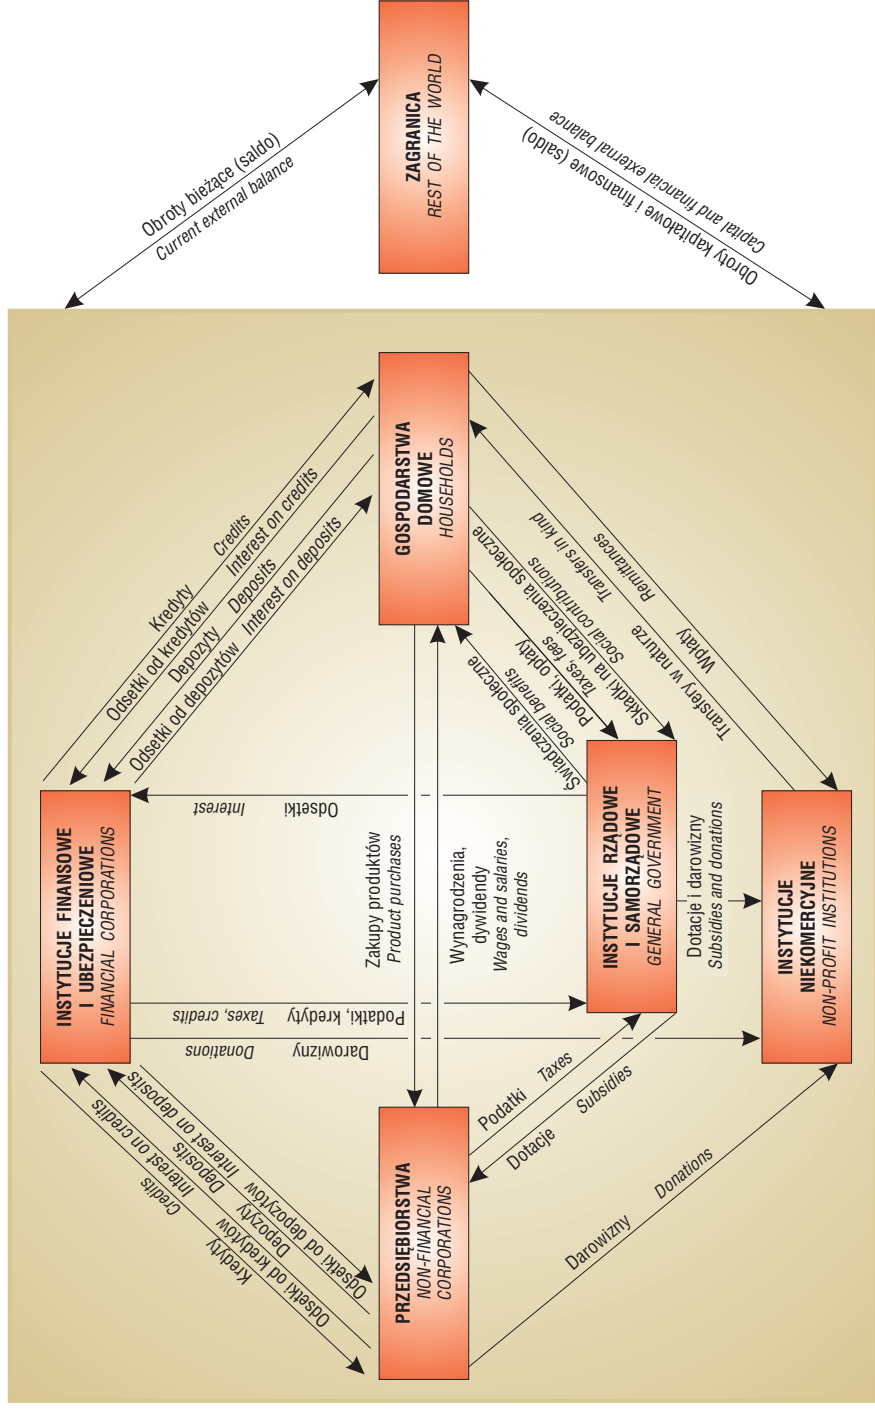 ZAGRANICA
REST OF THE WORLD
Obroty bieżące (saldo)
Current external balance
Capital and financial external balance
Obroty kapitałowe i finansowe (saldo)
GOSPODARSTWA
DOMOWE
HOUSEHOLDS
Kredyty Credits
Odsetki od kredytów Interest on credits
Depozyty Deposits
Odsetki od depozytów Interest on deposits
Świadczenia społeczne
Social benefits
Podatki, opłaty
Taxes, fees
Składki na ubezpieczenia społeczne
Social contributions
Transfery w naturze Transfers in kind
Wpłaty Remittances
INSTYTUCJE FINANSOWE
I UBEZPIECZENIOWE
FINANCIAL CORPORATIONS
Odsetki Interest
Zakupy produktów
Product purchases
Wynagrodzenia,
dywidendy
Wages and salaries,
dividends
INSTYTUCJE RZĄDOWE
I SAMORZĄDOWE
GENERAL GOVERNMENT
Dotacje i darowizny
Subsidies and donations
INSTYTUCJE
NIEKOMERCYJNE
NON-PROFIT INSTITUTIONS
Podatki, kredyty Taxes, credits
Darowizny Donations
Kredyty Credits
Odsetki od kredytów Interest on credits
Depozyty Deposits
Odsetki od depozytów Interest on deposits
PRZEDSIĘBIORSTWA
NON-FINANCIAL
CORPORATIONS
Podatki Taxes
Dotacje Subsidies
Darowizny Donations